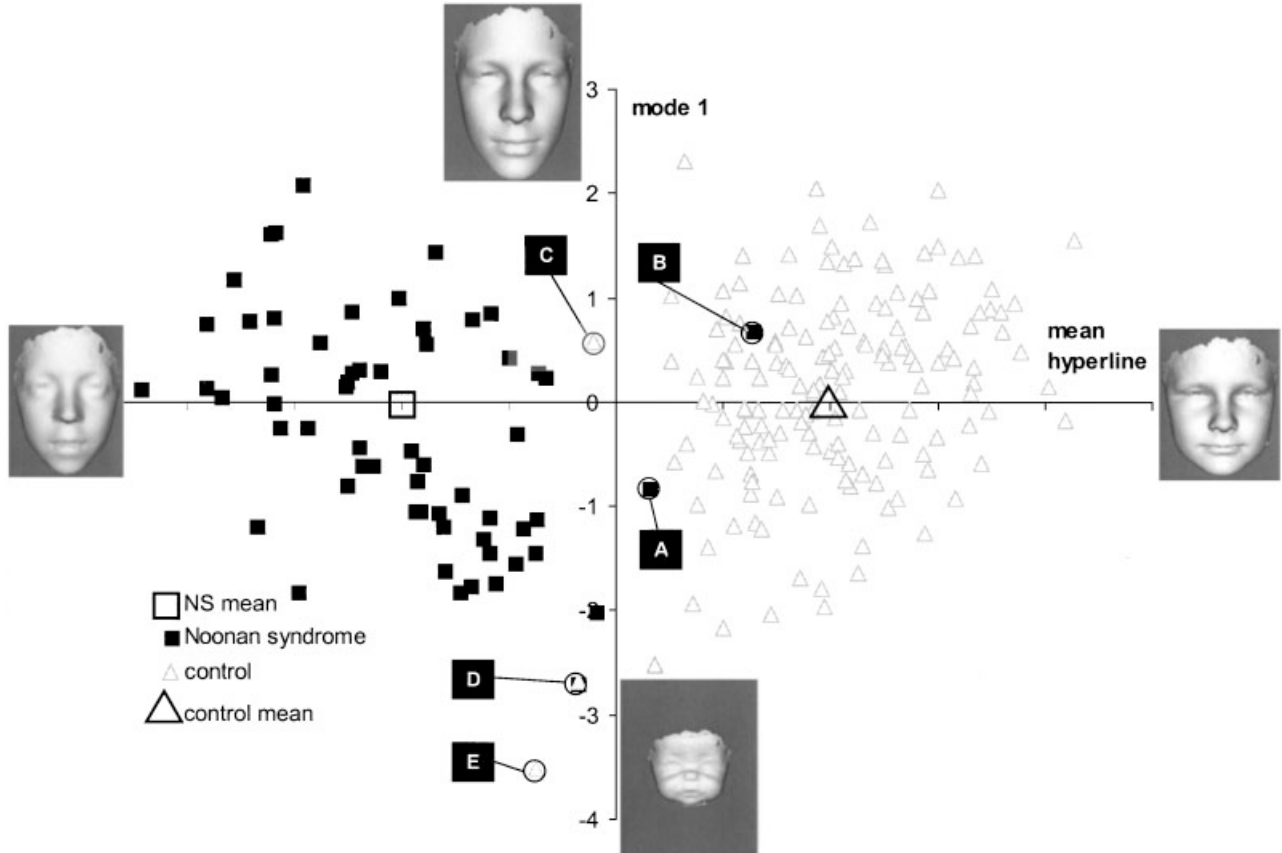 3
mode 1
2
C
B
1
mean
hyperline
0
-1
A
NS mean
-2
Noonan syndrome
control
D
control mean
-3
E
-4